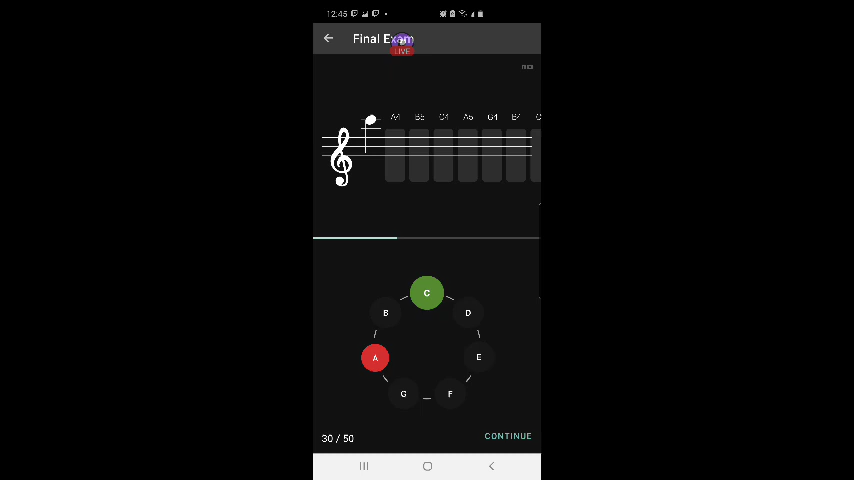 12:45
Final Exam
LIVE
A4 B5 C4 A5 G4 B4
C
B D
A E
G F
30 / 50
CONTINUE